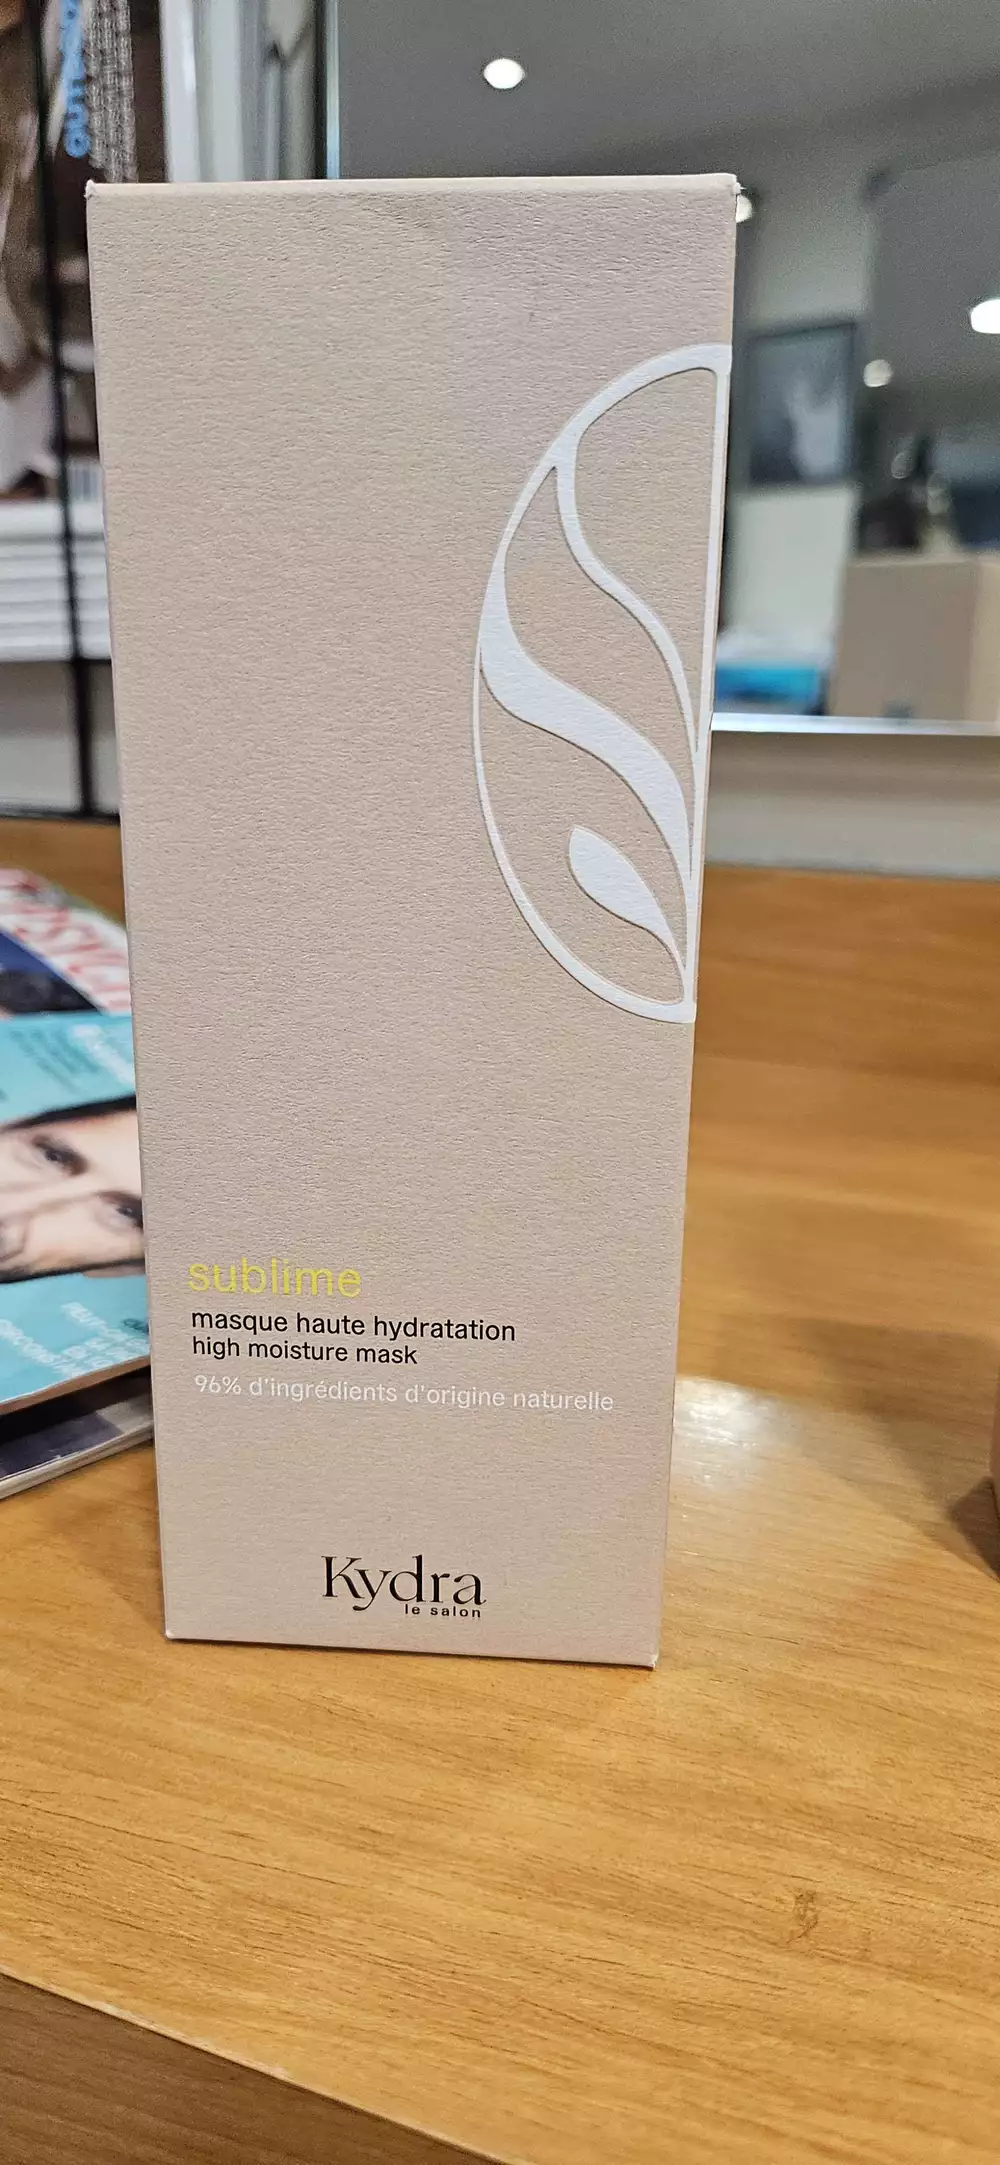 sublime
masque haute hydratation
high moisture mask
96% d'ingrédients d'origine naturelle
Kydra
le salon